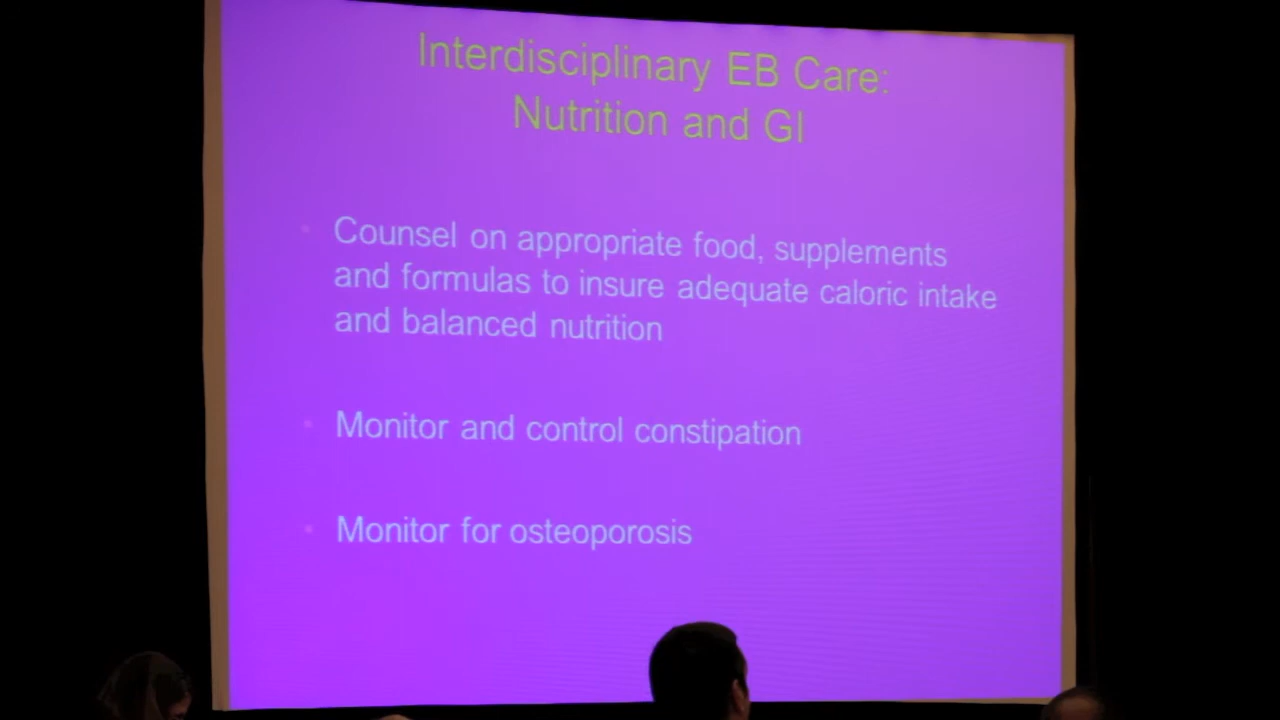 Interdisciplinary EB Care:
Nutrition and GI
Counsel on appropriate food, supplements
and formulas to insure adequate caloric intake
and balanced nutrition
Monitor and control constipation
Monitor for osteoporosis